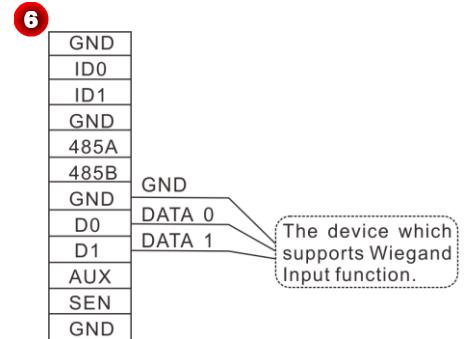 6
GND
ID0
ID1
GND
485A
485B
GND
D0
D1
AUX
SEN
GND
GND
DATA 0
DATA 1
The device which
supports Wiegand
Input function.